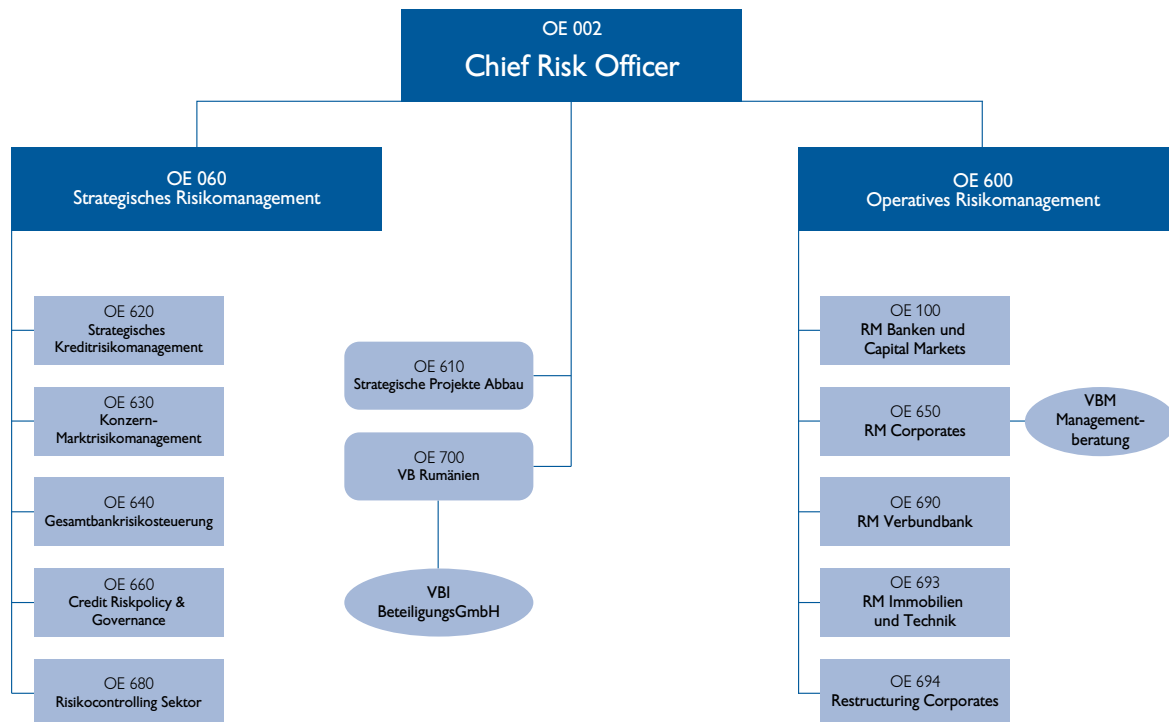 OE 002
Chief Risk Officer
OE 060
Strategisches Risikomanagement
OE 600
Operatives Risikomanagement
OE 620
Strategisches
Kreditrisikomanagement
OE 630
Konzern-
Marktrisikomanagement
OE 640
Gesamtbankrisikosteuerung
OE 660
Credit Riskpolicy &
Governance
OE 680
Risikocontrolling Sektor
OE 610
Strategische Projekte Abbau
OE 700
VB Rumänien
VBI
BeteiligungsGmbH
OE 100
RM Banken und
Capital Markets
OE 650
RM Corporates
VBM
Management-
beratung
OE 690
RM Verbundbank
OE 693
RM Immobilien
und Technik
OE 694
Restructuring Corporates